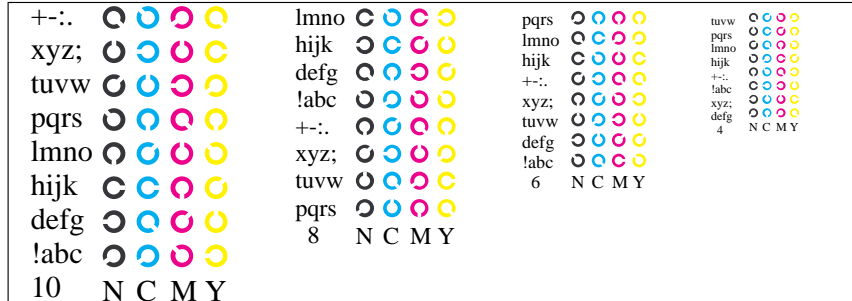 +-:.
xyz;
tuvw
pqrs
lmno
hijk
defg
!abc
10 N C M Y
lmno
hijk
defg
!abc
+-:.
xyz;
tuvw
pqrs
8 N C M Y
pqrs
lmno
hijk
+-:.
xyz;
tuvw
defg
!abc
6 N C M Y
tuvw
pqrs
lmno
hijk
+-:.
!abc
xyz;
defg
4 N C M Y